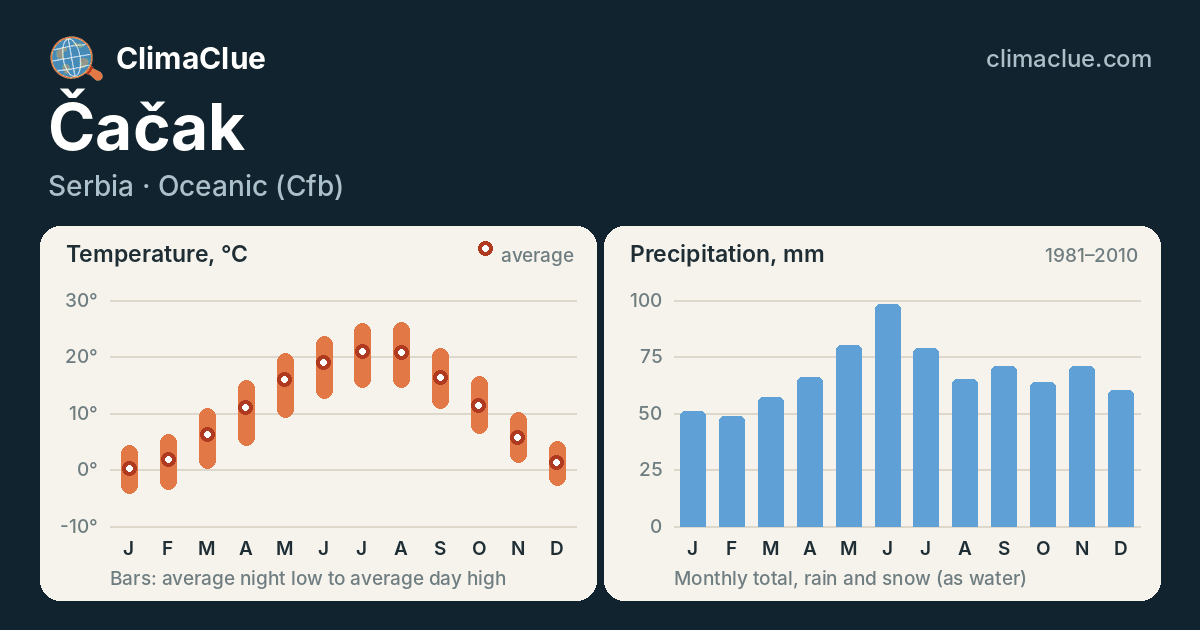 ClimaClue
climaclue.com
Čačak
Serbia · Oceanic (Cfb)
Temperature, °C
average
30°
20°
10°
0°
-10°
J F M A M J J A S O N D
Bars: average night low to average day high
Precipitation, mm
1981–2010
100
75
50
25
0
J F M A M J J A S O N D
Monthly total, rain and snow (as water)